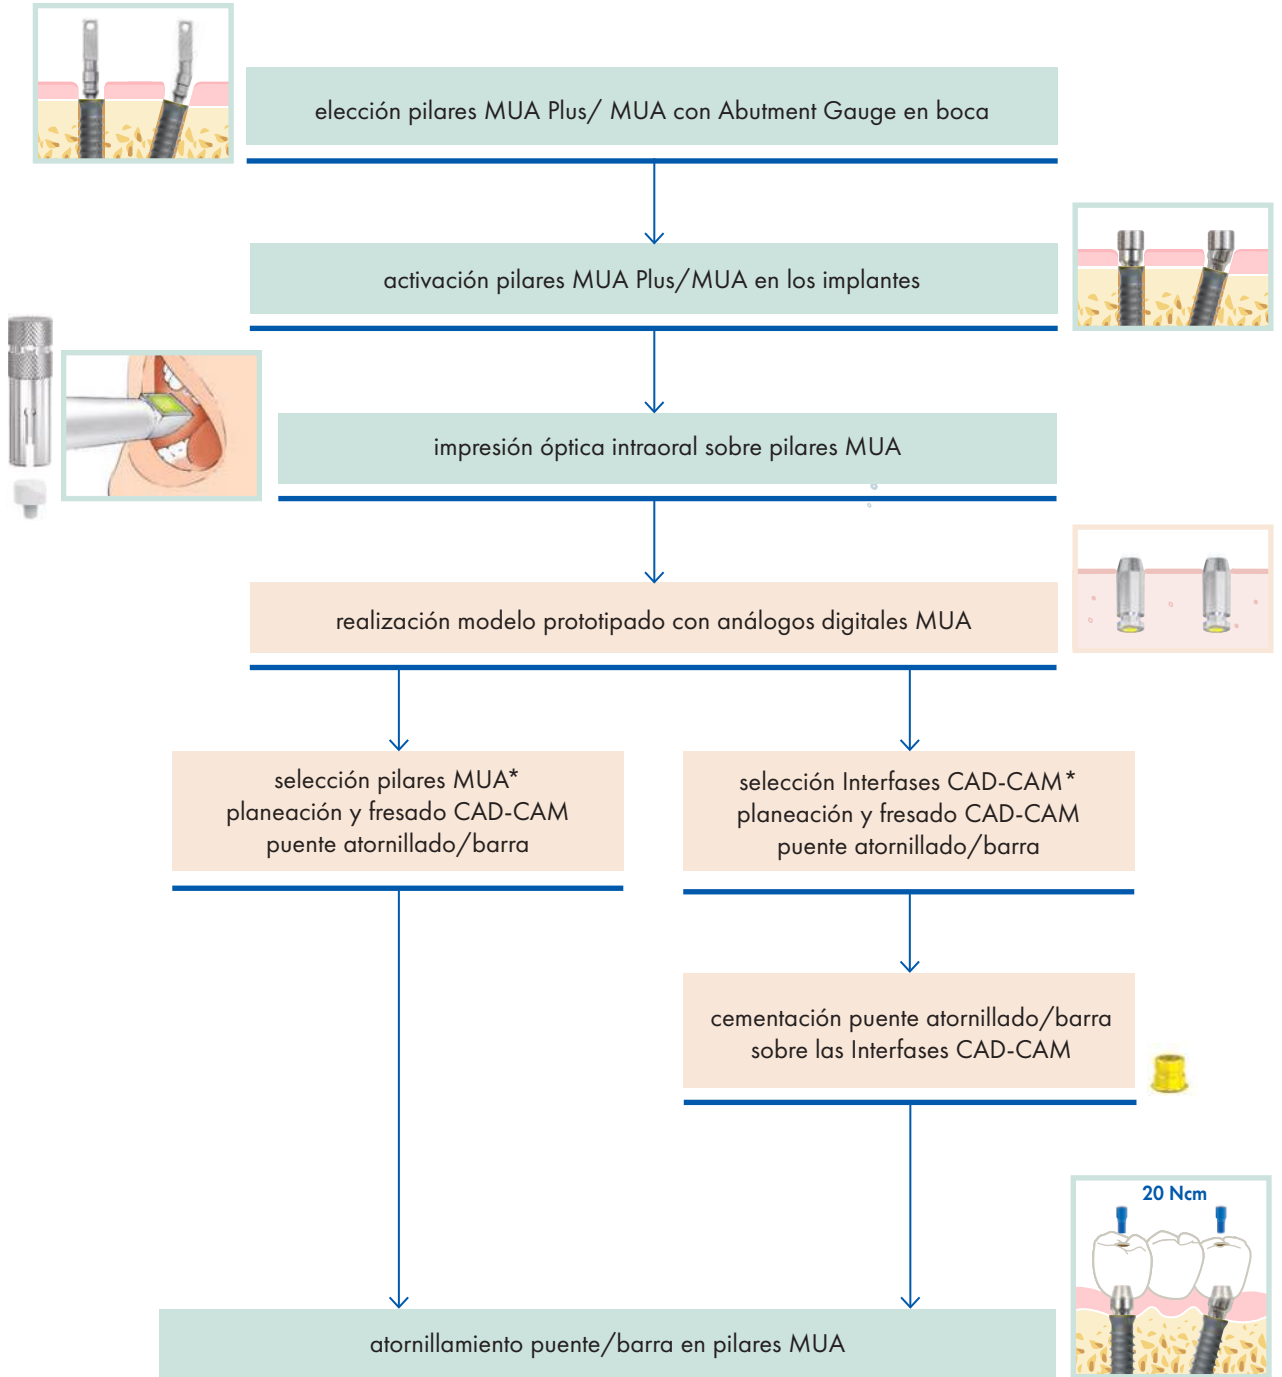 elección pilares MUA Plus/ MUA con Abutment Gauge en boca
activación pilares MUA Plus/MUA en los implantes
impresión óptica intraoral sobre pilares MUA
realización modelo prototipado con análogos digitales MUA
selección pilares MUA*
planeación y fresado CAD-CAM
puente atornillado/barra
selección Interfases CAD-CAM*
planeación y fresado CAD-CAM
puente atornillado/barra
cementación puente atornillado/barra
sobre las Interfases CAD-CAM
20 Ncm
atornillamiento puente/barra en pilares MUA